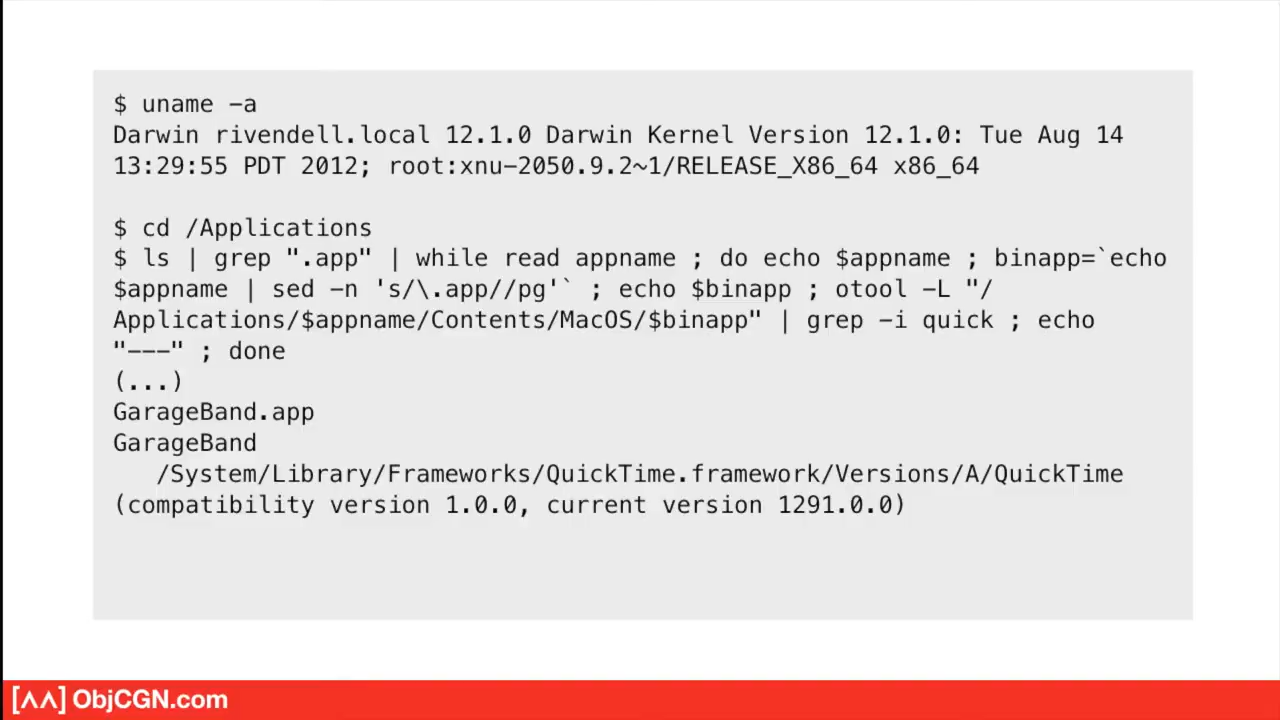 $ uname -a
Darwin rivendell.local 12.1.0 Darwin Kernel Version 12.1.0: Tue Aug 14
13:29:55 PDT 2012; root:xnu-2050.9.2~1/RELEASE_X86_64 x86_64
$ cd /Applications
$ ls | grep ".app" | while read appname ; do echo $appname ; binapp=`echo
$appname | sed -n 's/\.app//pg'` ; echo $binapp ; otool -L "/
Applications/$appname/Contents/MacOS/$binapp" | grep -i quick ; echo
"---" ; done
(...)
GarageBand.app
GarageBand
/System/Library/Frameworks/QuickTime.framework/Versions/A/QuickTime
(compatibility version 1.0.0, current version 1291.0.0)
[ʌʌ] ObjCGN.com